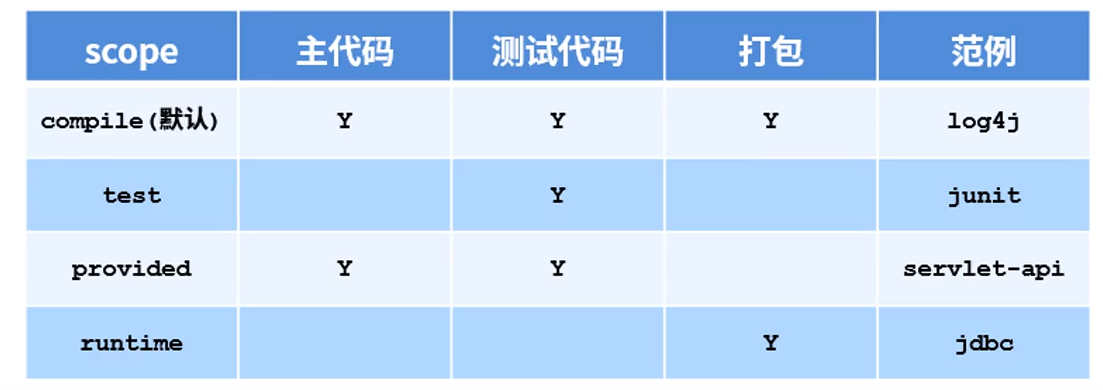 scope 主代码 测试代码 打包 范例
compile(默认) Y Y Y log4j
test Y junit
provided Y Y servlet-api
runtime Y jdbc